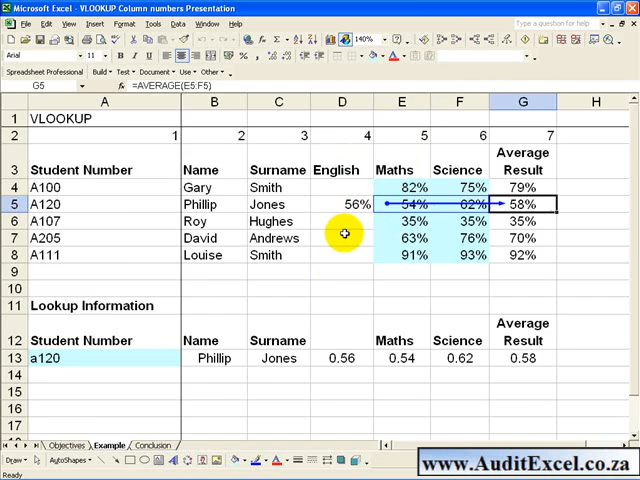 Microsoft Excel - VLOOKUP Column numbers Presentation
File Edit View Insert Format Tools Data Window Help Type a question for help
140%
Arial 11 B I U
Spreadsheet Professional Build Test Document Use Other
G5 =AVERAGE(E5:F5)
A B C D E F G H
1 VLOOKUP
2 1 2 3 4 5 6 7
3 Student Number Name Surname English Maths Science Average Result
4 A100 Gary Smith 82% 75% 79%
5 A120 Phillip Jones 56% 54% 62% 58%
6 A107 Roy Hughes 35% 35% 35%
7 A205 David Andrews 63% 76% 70%
8 A111 Louise Smith 91% 93% 92%
9
10
11 Lookup Information
12 Student Number Name Surname Maths Science Average Result
13 a120 Phillip Jones 0.56 0.54 0.62 0.58
14
15
16
17
Objectives Example Conclusion
Draw AutoShapes
www.AuditExcel.co.za